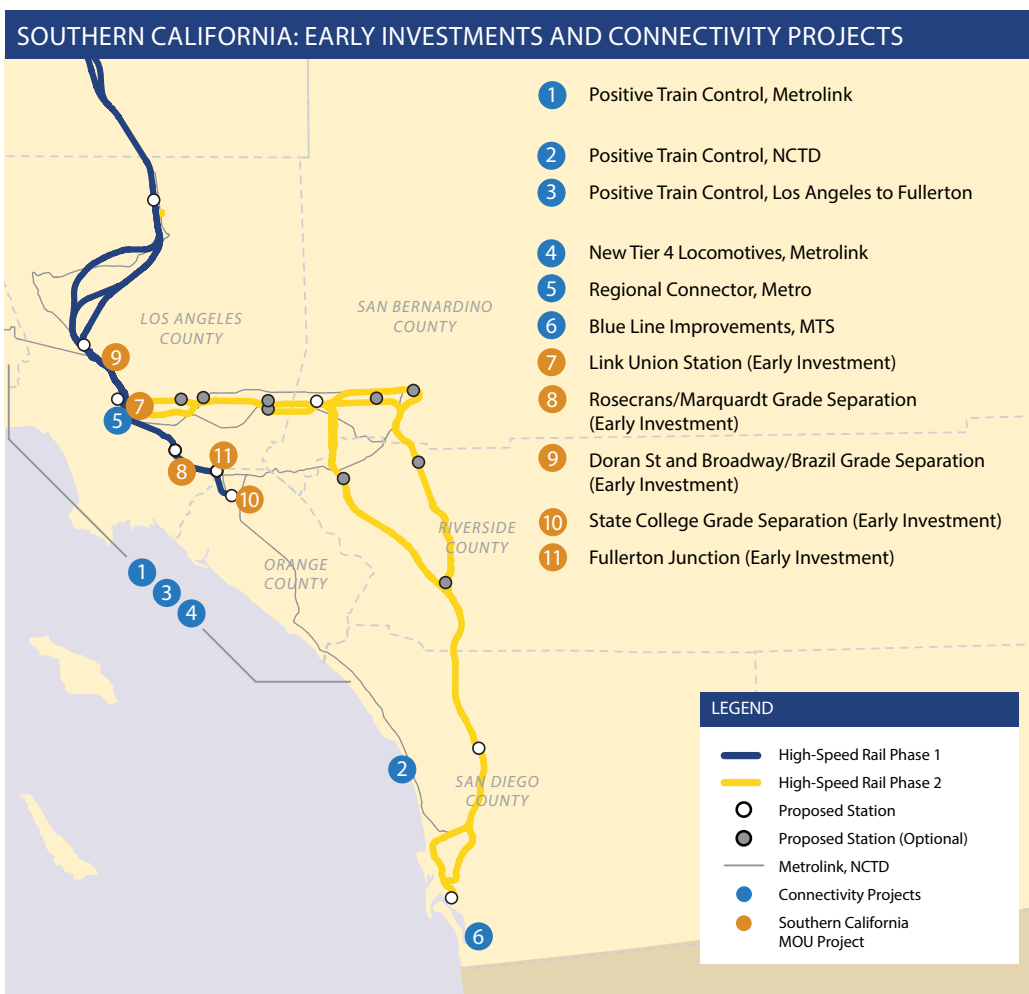 SOUTHERN CALIFORNIA: EARLY INVESTMENTS AND CONNECTIVITY PROJECTS
1 Positive Train Control, Metrolink
2 Positive Train Control, NCTD
3 Positive Train Control, Los Angeles to Fullerton
4 New Tier 4 Locomotives, Metrolink
5 Regional Connector, Metro
6 Blue Line Improvements, MTS
7 Link Union Station (Early Investment)
8 Rosecrans/Marquardt Grade Separation
(Early Investment)
9 Doran St and Broadway/Brazil Grade Separation
(Early Investment)
10 State College Grade Separation (Early Investment)
11 Fullerton Junction (Early Investment)
LOS ANGELES
COUNTY
SAN BERNARDINO
COUNTY
9
7
5
8
11
10
RIVERSIDE
COUNTY
ORANGE
COUNTY
1
3
4
2
SAN DIEGO
COUNTY
6
LEGEND
High-Speed Rail Phase 1
High-Speed Rail Phase 2
Proposed Station
Proposed Station (Optional)
Metrolink, NCTD
Connectivity Projects
Southern California
MOU Project